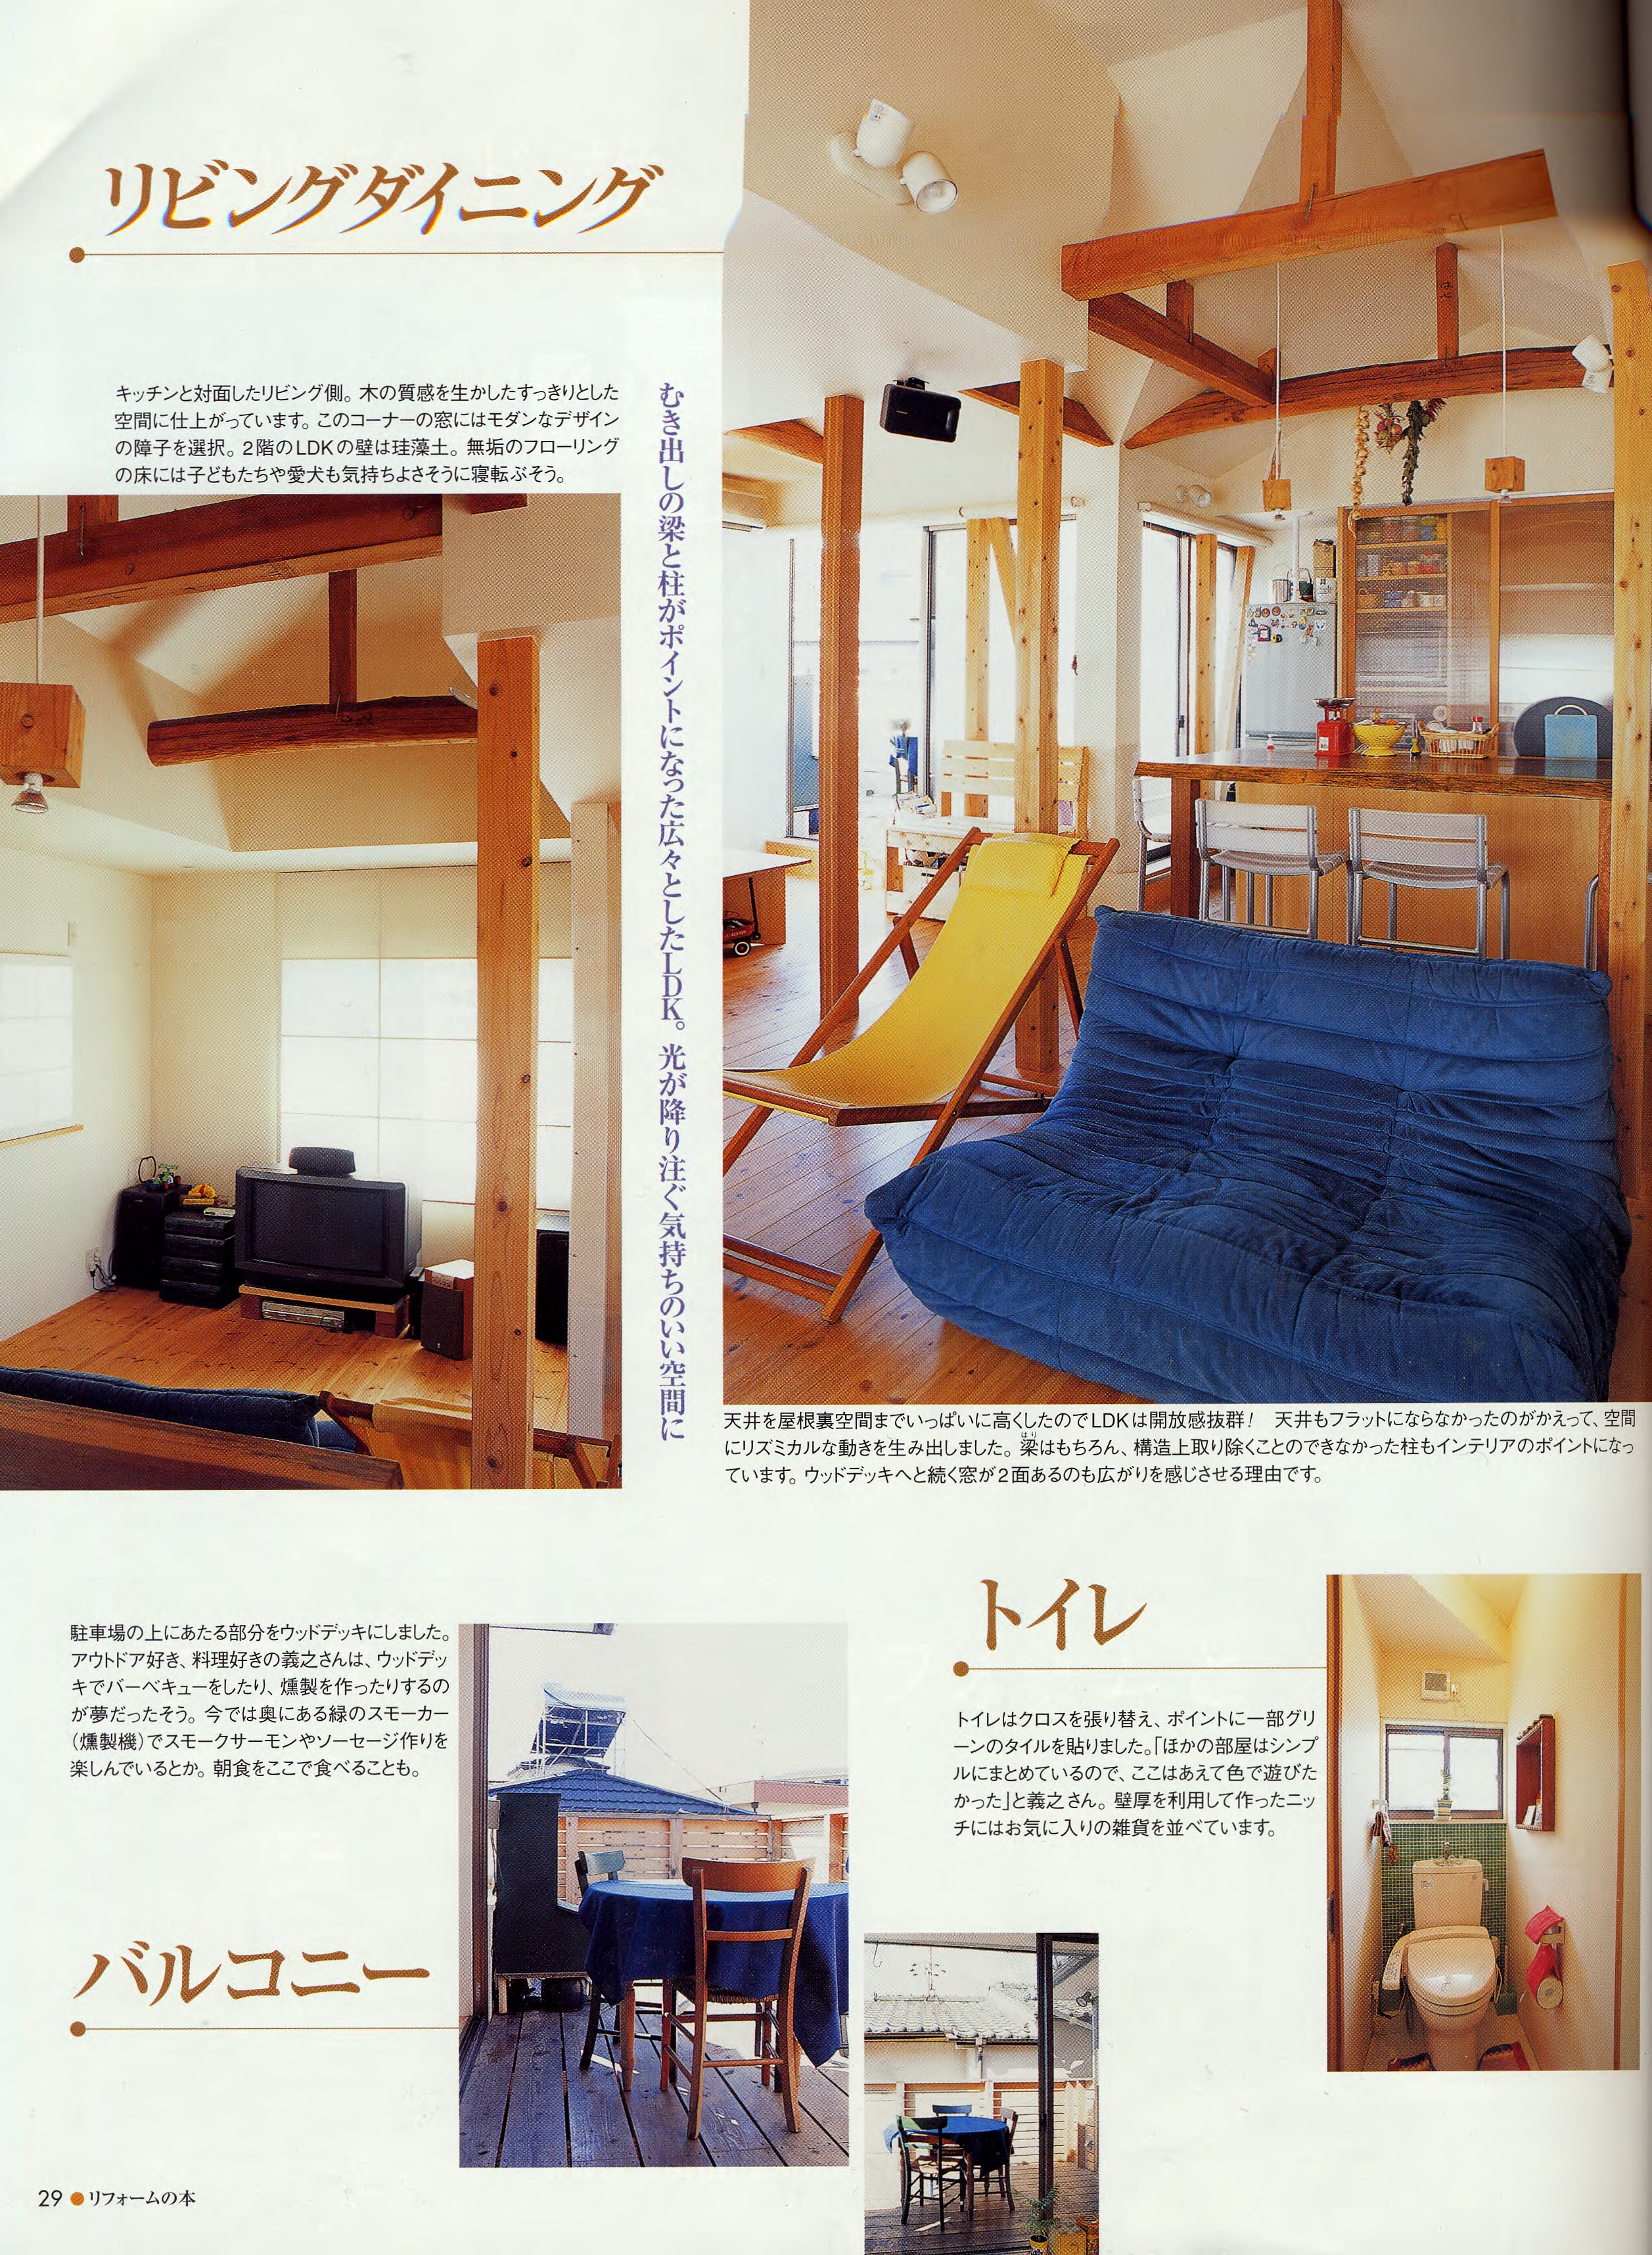 リビングダイニング
キッチンと対面したリビング側。木の質感を生かしたすっきりとした
空間に仕上がっています。このコーナーの窓にはモダンなデザイン
の障子を選択。2階のLDKの壁は珪藻土。無垢のフローリング
の床には子どもたちや愛犬も気持ちよさそうに寝転ぶそう。
むき出しの梁と柱がポイントになった広々としたLDK。光が降り注ぐ気持ちのいい空間に
天井を屋根裏空間までいっぱいに高くしたのでLDKは開放感抜群! 天井もフラットにならなかったのがかえって、空間
にリズミカルな動きを生み出しました。梁はもちろん、構造上取り除くことのできなかった柱もインテリアのポイントになっ
はり
ています。ウッドデッキへと続く窓が2面あるのも広がりを感じさせる理由です。
駐車場の上にあたる部分をウッドデッキにしました。
アウトドア好き、料理好きの義之さんは、ウッドデッ
キでバーベキューをしたり、燻製を作ったりするの
が夢だったそう。今では奥にある緑のスモーカー
(燻製機)でスモークサーモンやソーセージ作りを
楽しんでいるとか。朝食をここで食べることも。
バルコニー
トイレ
トイレはクロスを張り替え、ポイントに一部グリ
ーンのタイルを貼りました。「ほかの部屋はシンプ
ルにまとめているので、ここはあえて色で遊びた
かった」と義之さん。壁厚を利用して作ったニッ
チにはお気に入りの雑貨を並べています。
29●リフォームの本